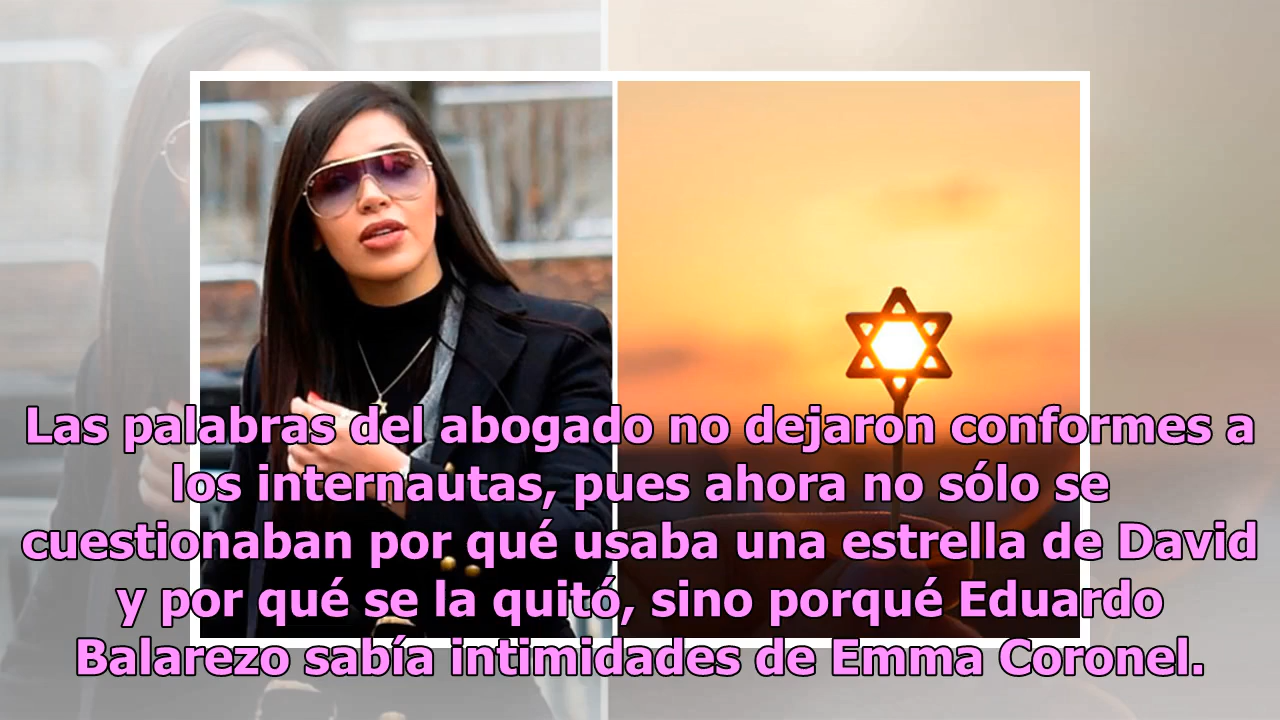 Las palabras del abogado no dejaron conformes a
los internautas, pues ahora no sólo se
cuestionaban por qué usaba una estrella de David
y por qué se la quitó, sino porqué Eduardo
Balarezo sabía intimidades de Emma Coronel.